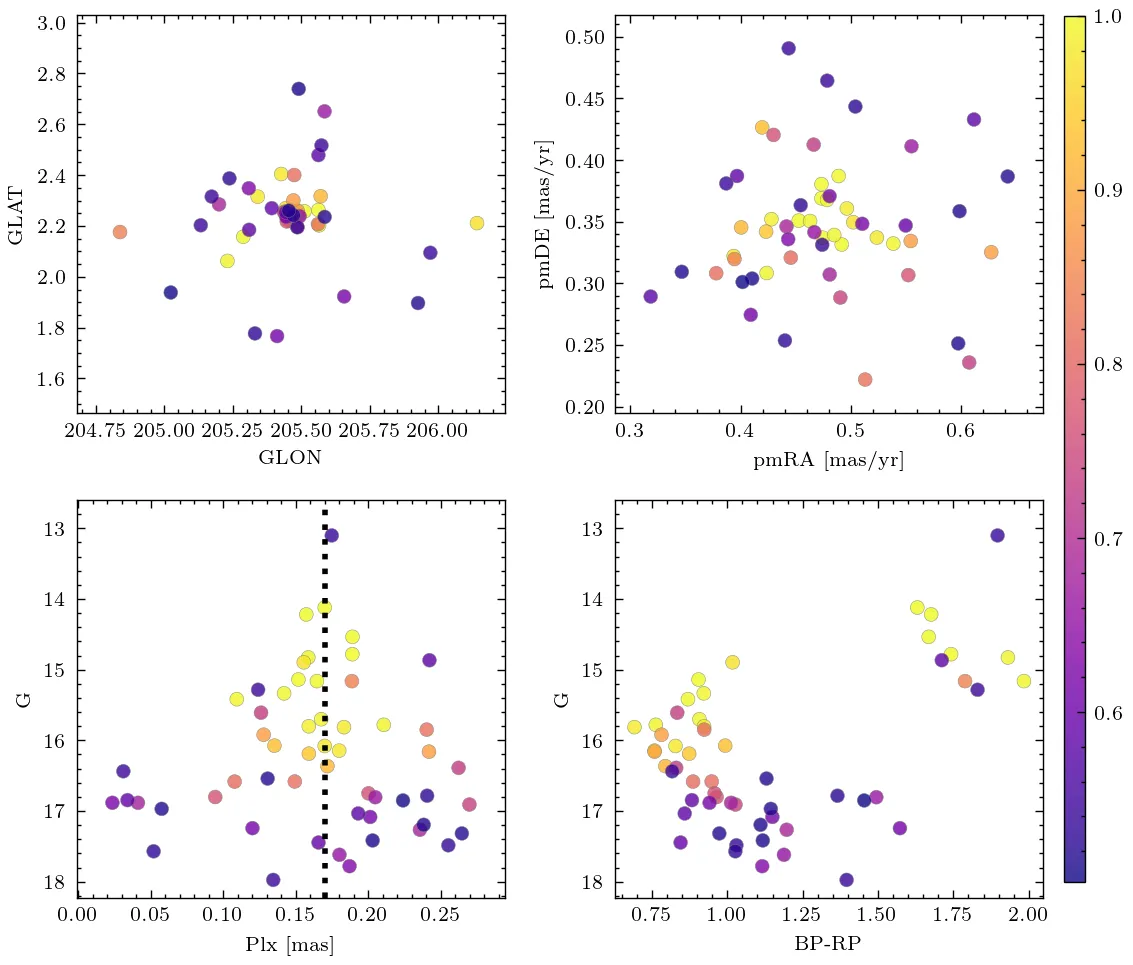 3.0
2.8
2.6
2.4
2.2
2.0
1.8
1.6
GLAT
204.75 205.00 205.25 205.50 205.75 206.00
GLON
0.50
0.45
0.40
0.35
0.30
0.25
0.20
pmDE [mas/yr]
0.3 0.4 0.5 0.6
pmRA [mas/yr]
1.0
0.9
0.8
0.7
0.6
13
14
15
16
17
18
G
0.00 0.05 0.10 0.15 0.20 0.25
Plx [mas]
13
14
15
16
17
18
G
0.75 1.00 1.25 1.50 1.75 2.00
BP-RP